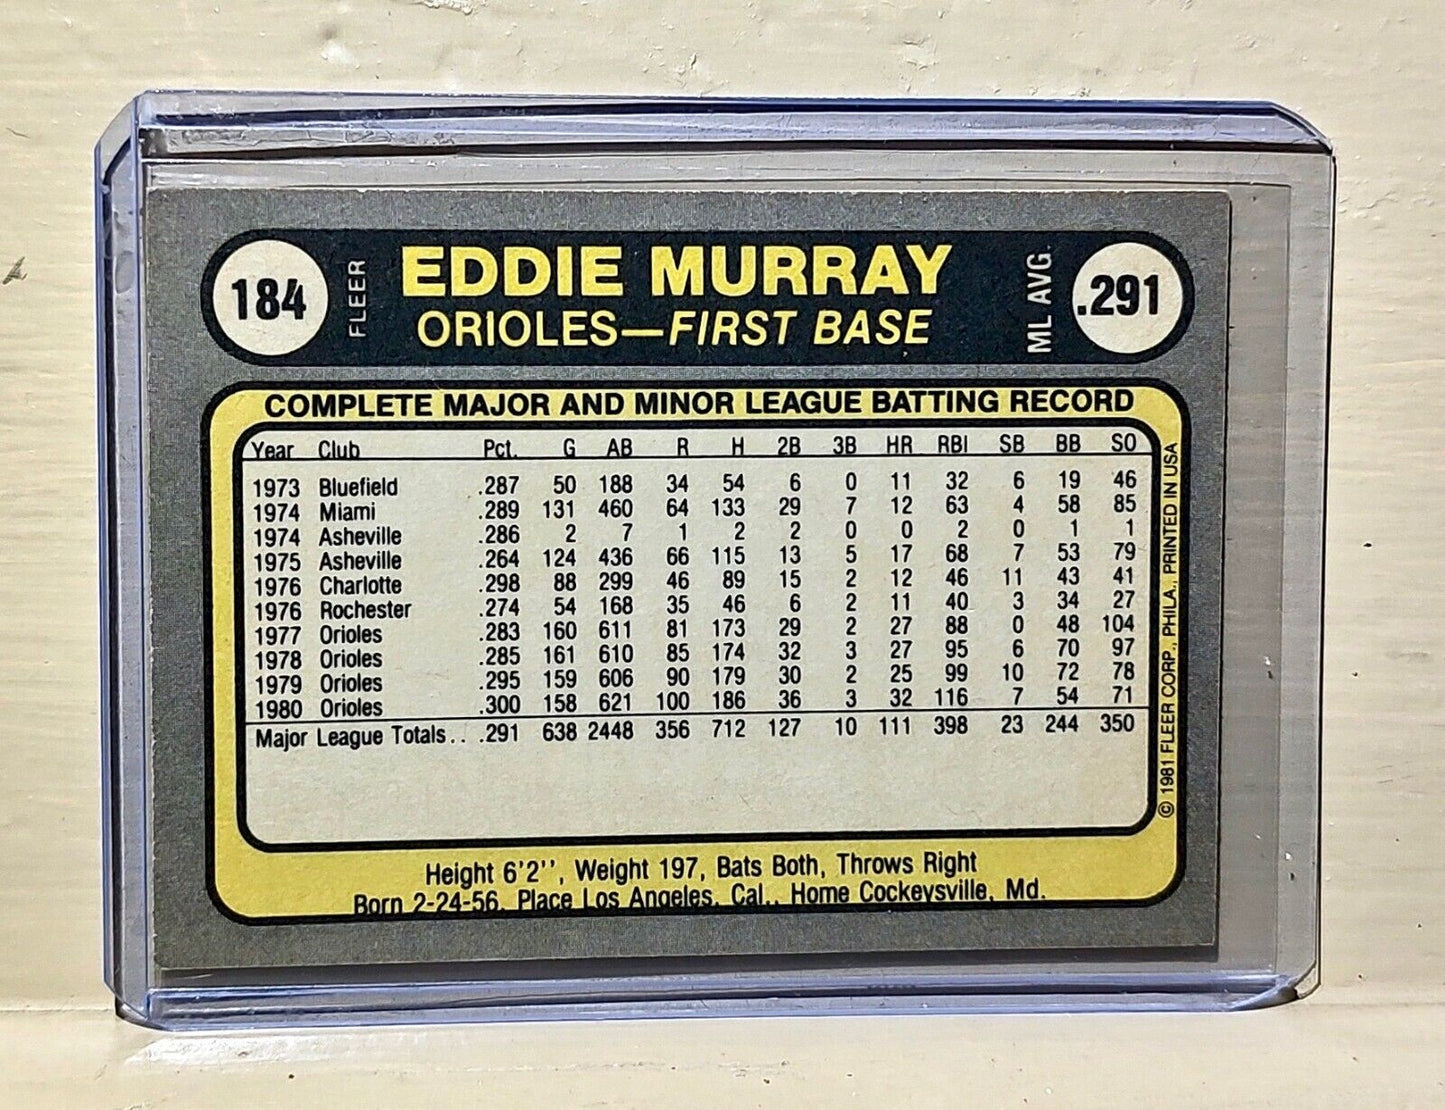 184 FLEER EDDIE MURRAY ML AVG. .291
ORIOLES—FIRST BASE
COMPLETE MAJOR AND MINOR LEAGUE BATTING RECORD
Year Club Pct. G AB R H 2B 3B HR RBI SB BB SO
1973 Bluefield .287 50 188 34 54 6 0 11 32 6 19 46
1974 Miami .289 131 460 64 133 29 7 12 63 4 58 85
1974 Asheville .286 2 7 1 2 2 0 0 2 0 1 1
1975 Asheville .264 124 436 66 115 13 5 17 68 7 53 79
1976 Charlotte .298 88 299 46 89 15 2 12 46 11 43 41
1976 Rochester .274 54 168 35 46 6 2 11 40 3 34 27
1977 Orioles .283 160 611 81 173 29 2 27 88 0 48 104
1978 Orioles .285 161 610 85 174 32 3 27 95 6 70 97
1979 Orioles .295 159 606 90 179 30 2 25 99 10 72 78
1980 Orioles .300 158 621 100 186 36 3 32 116 7 54 71
Major League Totals.. .291 638 2448 356 712 127 10 111 398 23 244 350
Height 6'2'', Weight 197, Bats Both, Throws Right
Born 2-24-56, Place Los Angeles, Cal., Home Cockeysville, Md.
© 1981 FLEER CORP., PHILA., PRINTED IN USA